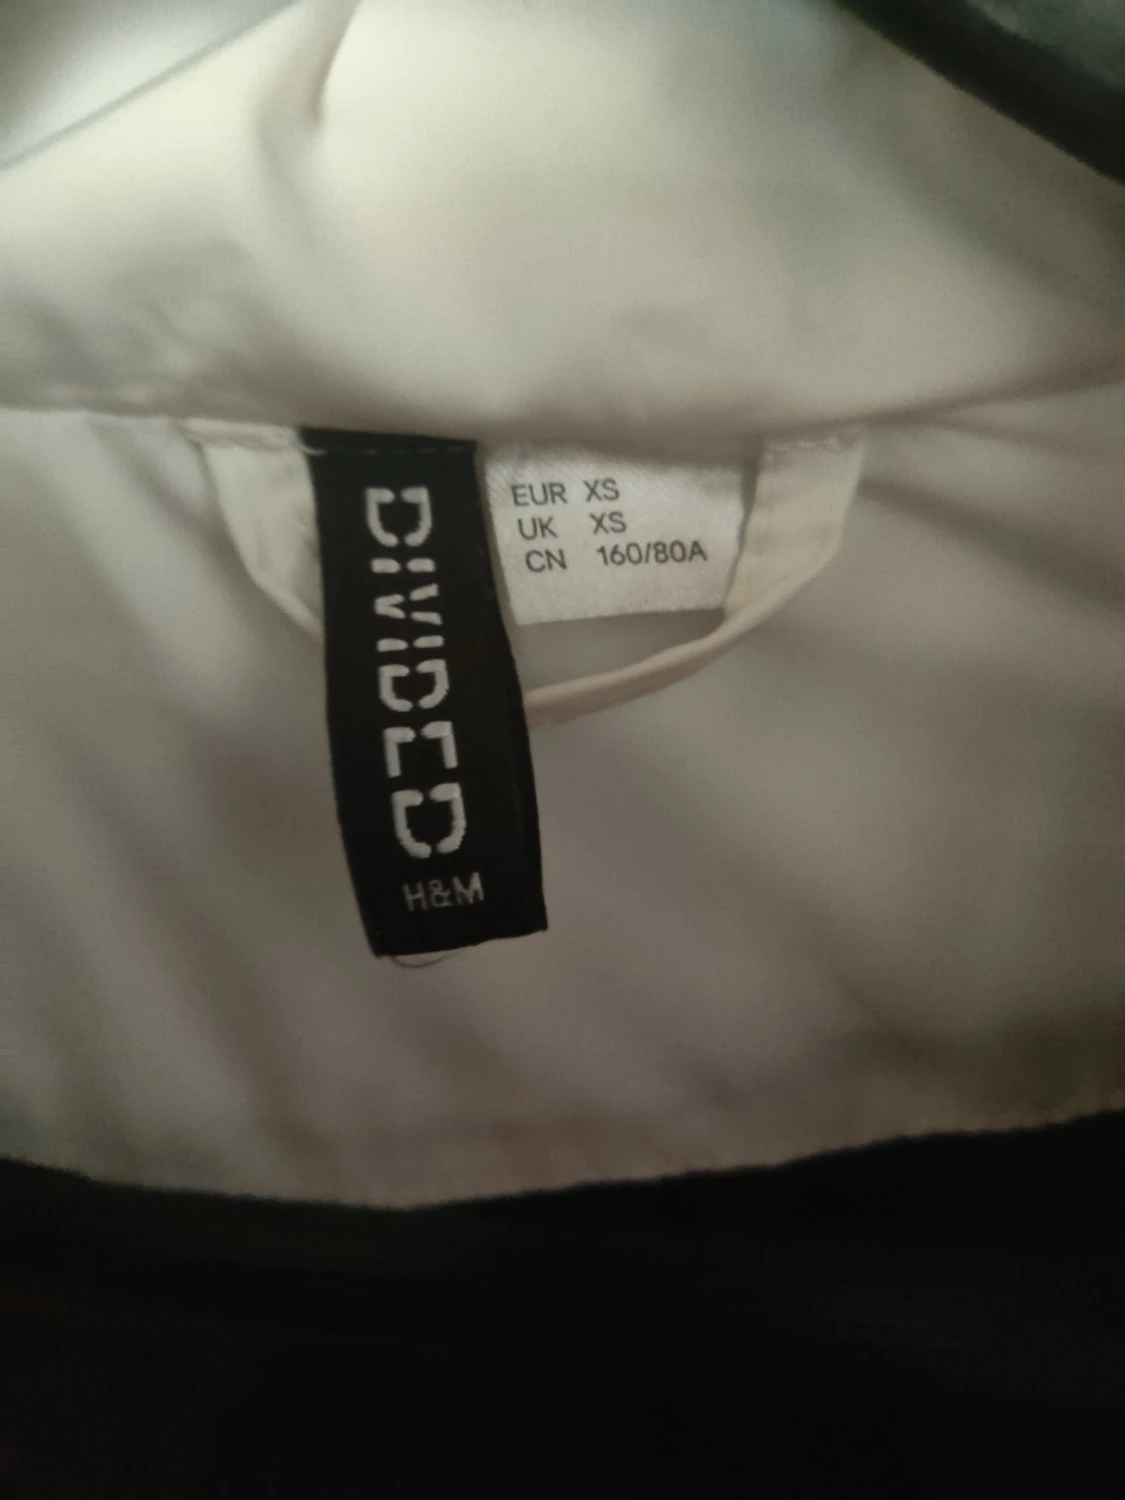 DIVIDED
H&M
EUR XS
UK XS
CN 160/80A